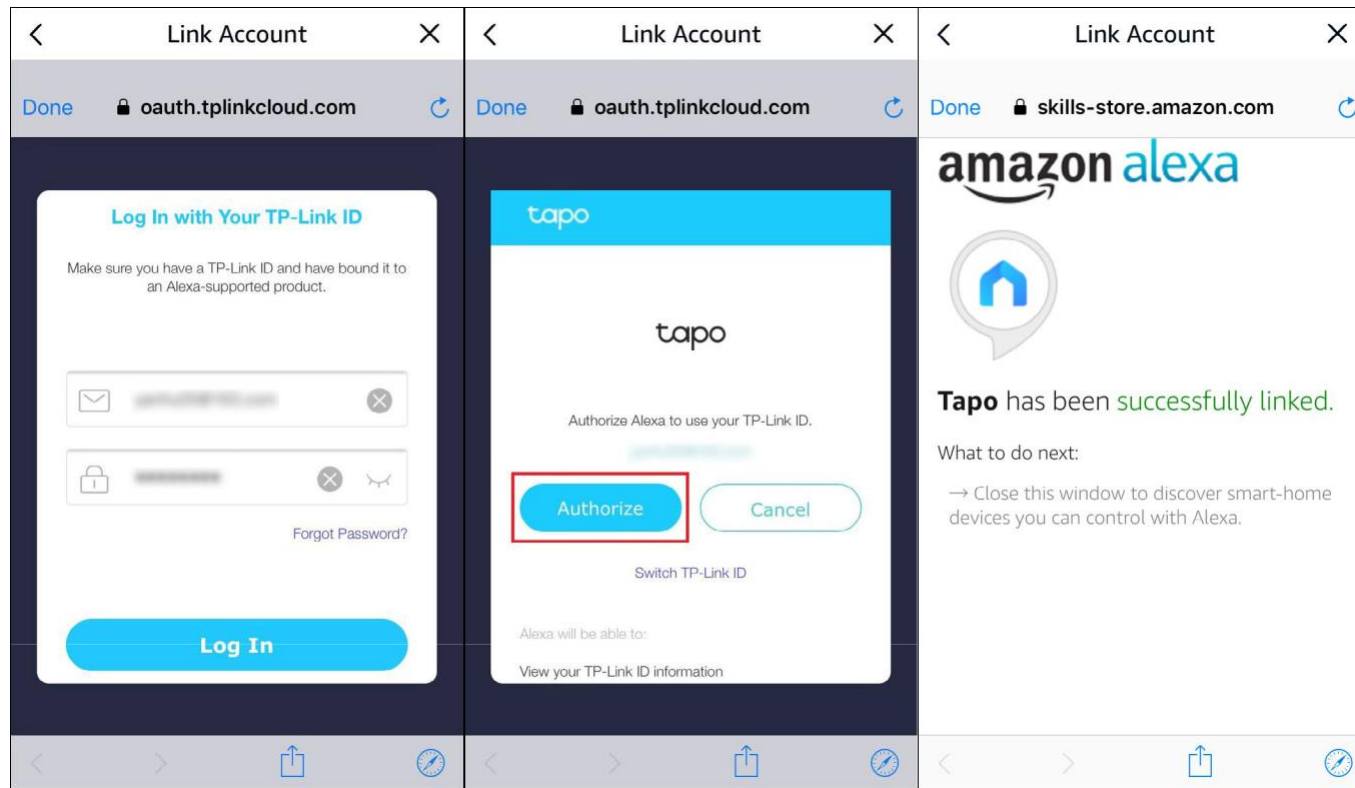 Link Account
Done
oauth.tplinkcloud.com
Log In with Your TP-Link ID
Make sure you have a TP-Link ID and have bound it to
an Alexa-supported product.
Forgot Password?
Log In
Link Account
Done
oauth.tplinkcloud.com
tapo
tapo
Authorize Alexa to use your TP-Link ID.
Authorize
Cancel
Switch TP-Link ID
Alexa will be able to:
View your TP-Link ID information
Link Account
Done
skills-store.amazon.com
amazon alexa
Tapo has been successfully linked.
What to do next:
→ Close this window to discover smart-home
devices you can control with Alexa.